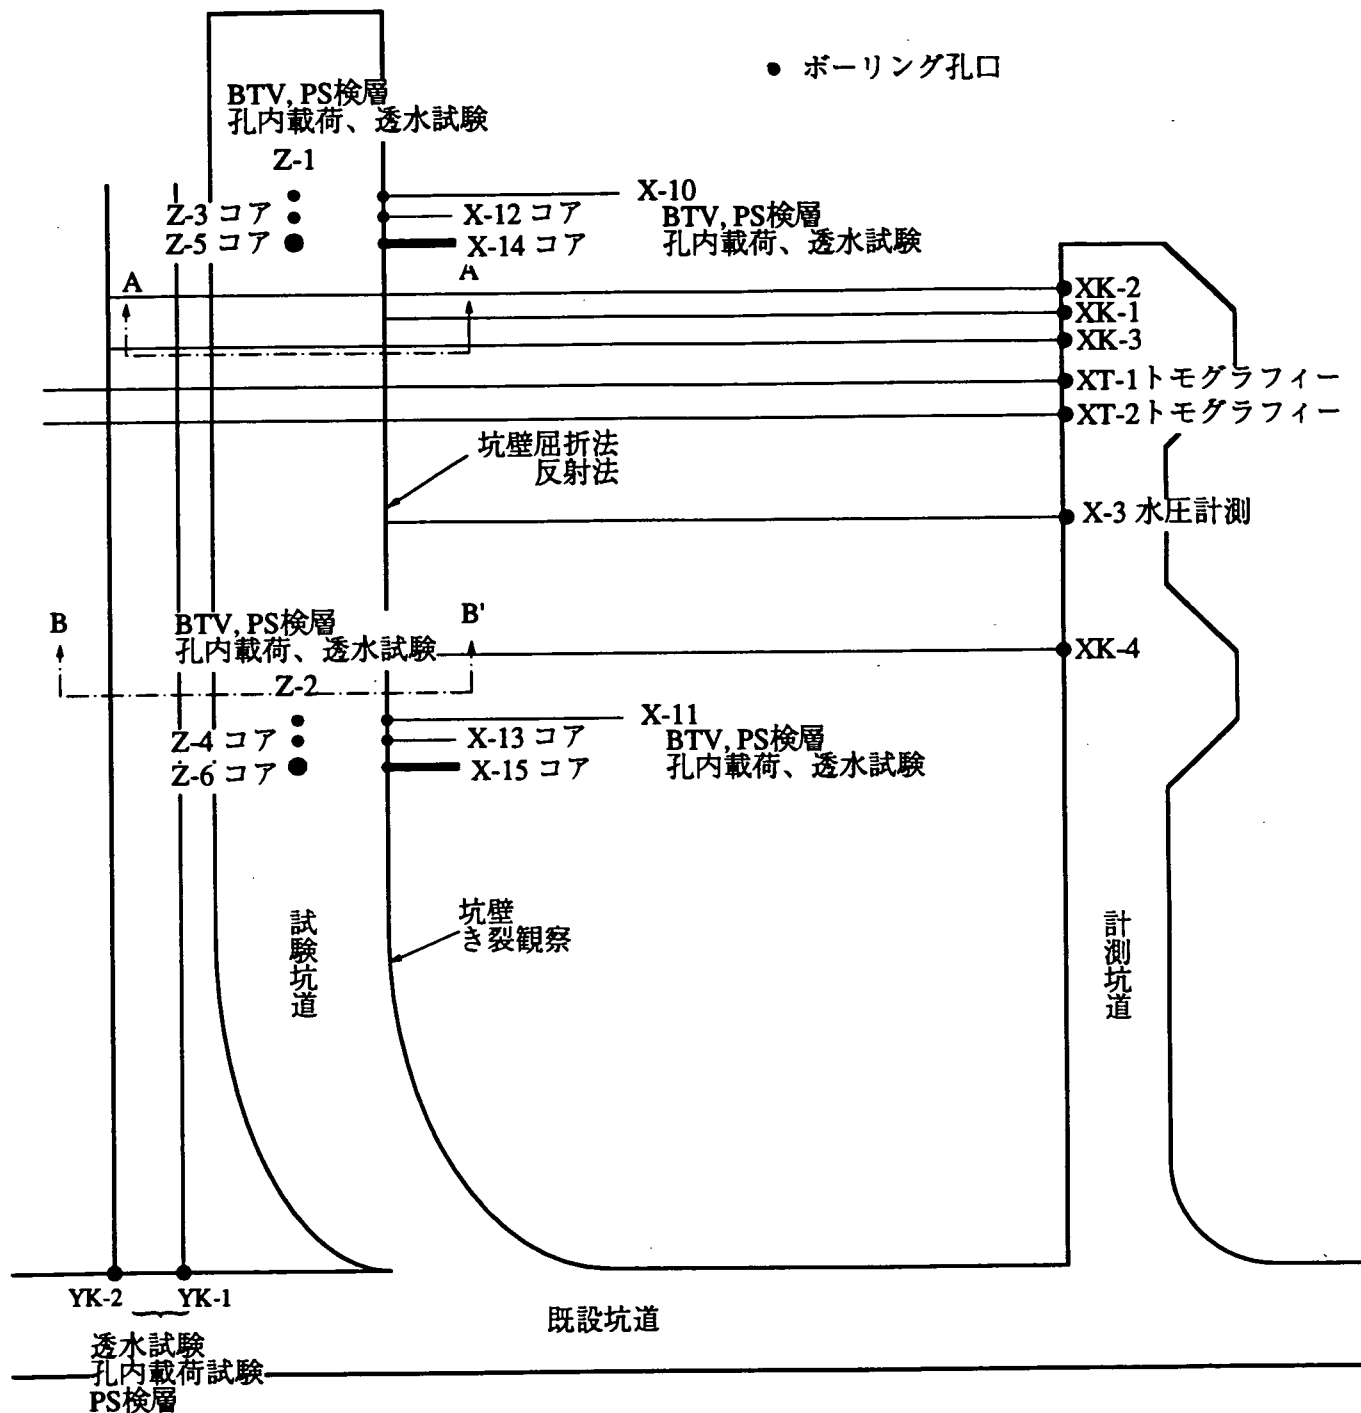 ● ボーリング孔口
BTV, PS検層
孔内載荷、透水試験
Z-1
Z-3 コア
Z-5 コア
X-10
BTV, PS検層
孔内載荷、透水試験
X-12 コア
X-14 コア
A
A
XK-2
XK-1
XK-3
XT-1トモグラフィー
XT-2トモグラフィー
坑壁屈折法
反射法
X-3 水圧計測
B
B'
BTV, PS検層
孔内載荷、透水試験
XK-4
Z-2
Z-4 コア
Z-6 コア
X-11
BTV, PS検層
孔内載荷、透水試験
X-13 コア
X-15 コア
試験坑道
坑壁
き裂観察
計測坑道
YK-2
YK-1
既設坑道
透水試験
孔内載荷試験
PS検層